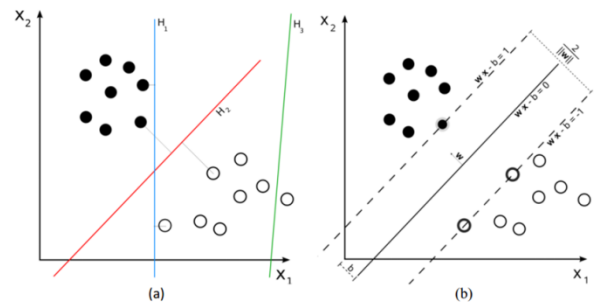 X₂
H₁
H₃
H₂
X₁
(a)
X₂
w x - b = 1
2
||w||
w x - b = 0
w x - b = -1
w
b
X₁
(b)